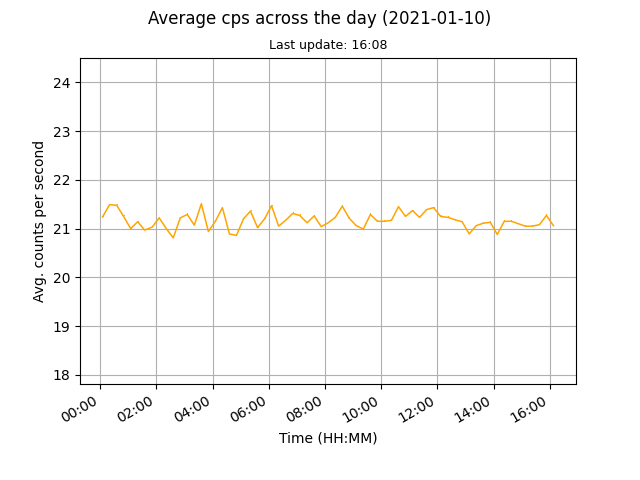 Average cps across the day (2021-01-10)
Last update: 16:08
24
23
22
21
20
19
18
Avg. counts per second
00:00 02:00 04:00 06:00 08:00 10:00 12:00 14:00 16:00
Time (HH:MM)